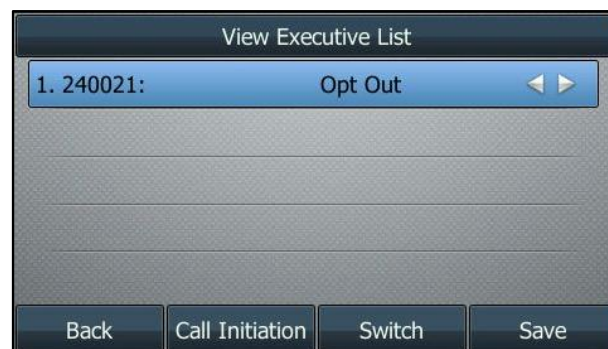 View Executive List
1. 240021: Opt Out
Back Call Initiation Switch Save